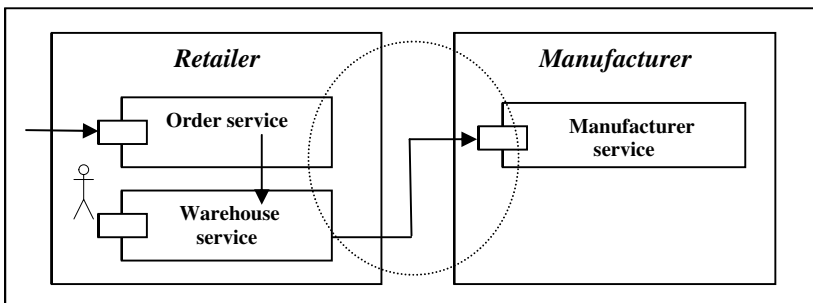 Retailer
Order service
Warehouse
service
Manufacturer
Manufacturer
service